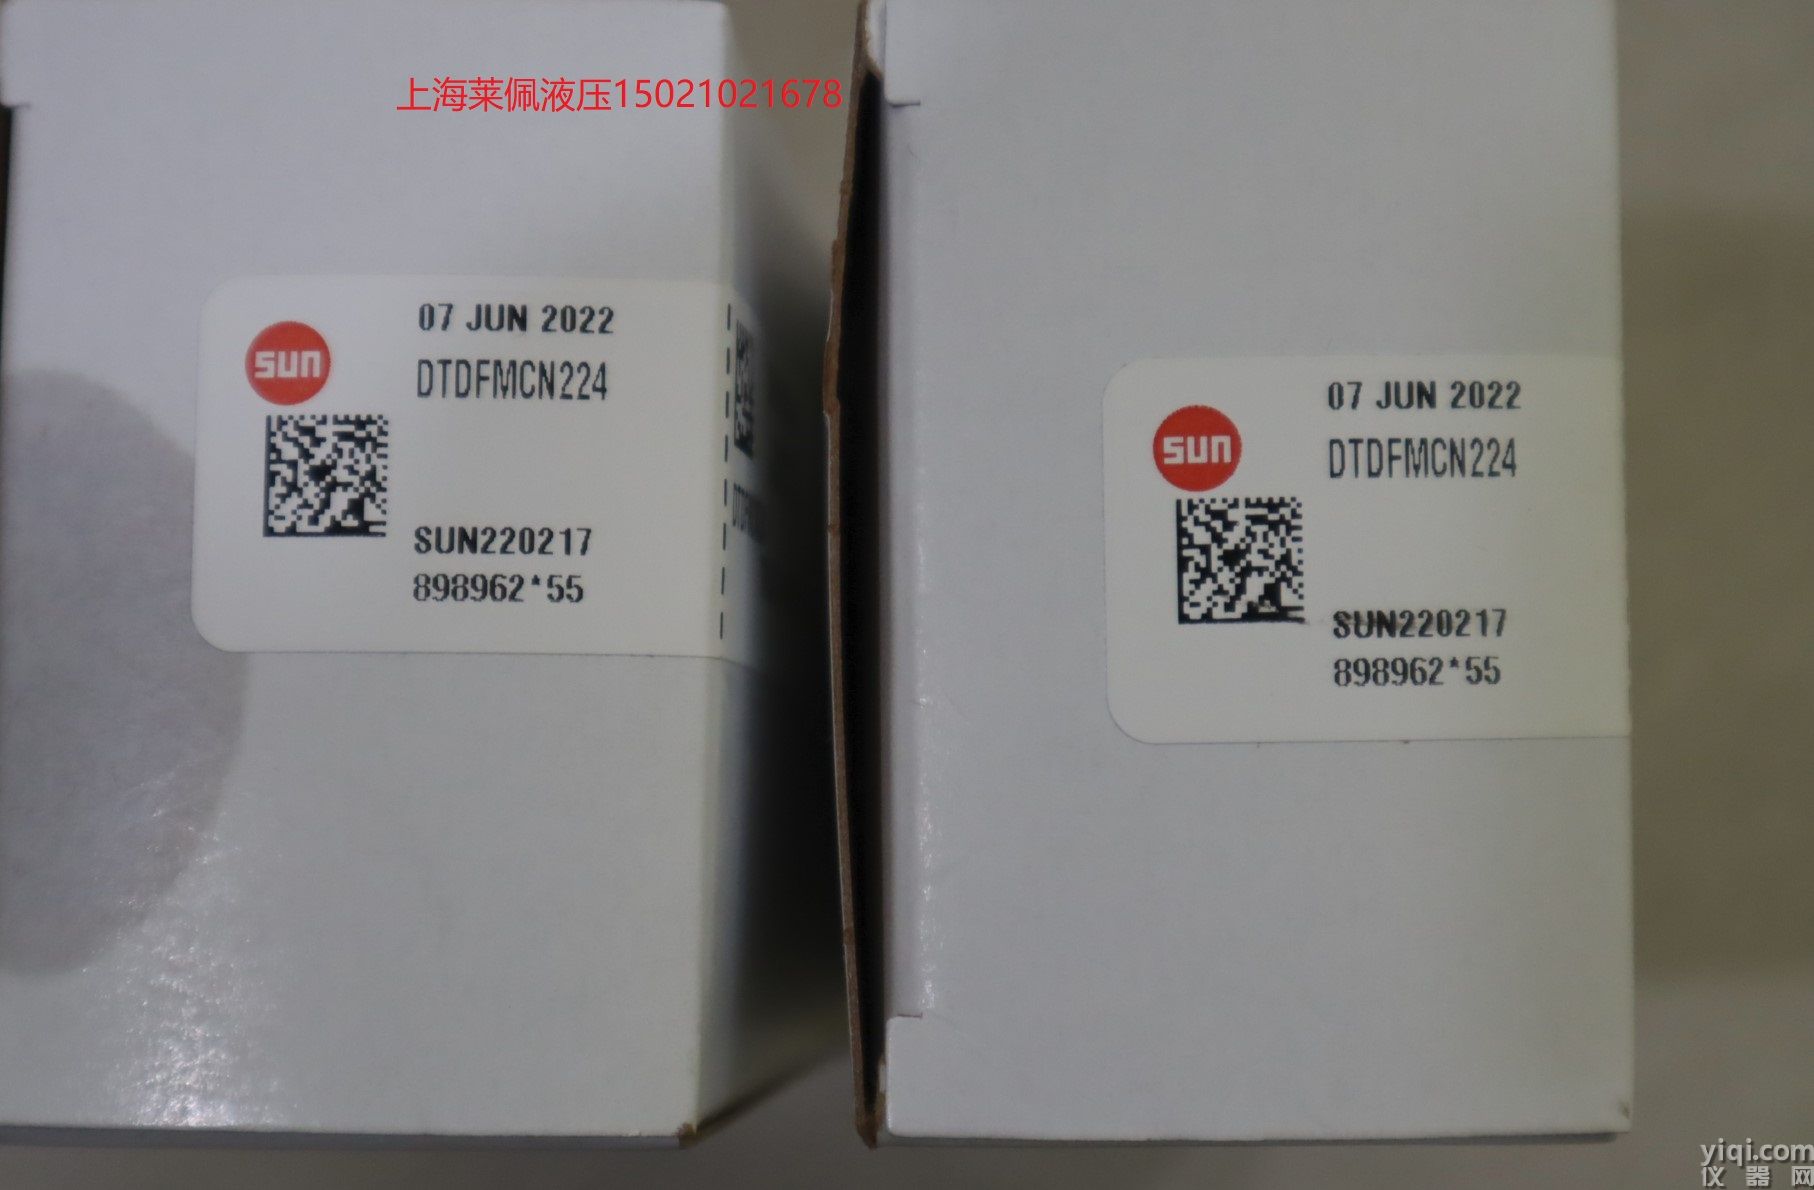 上海莱佩液压15021021678
07 JUN 2022
sun
DTDFMCN224
SUN220217
898962*55
07 JUN 2022
sun
DTDFMCN224
SUN220217
898962*55
yiqi.com
仪器网